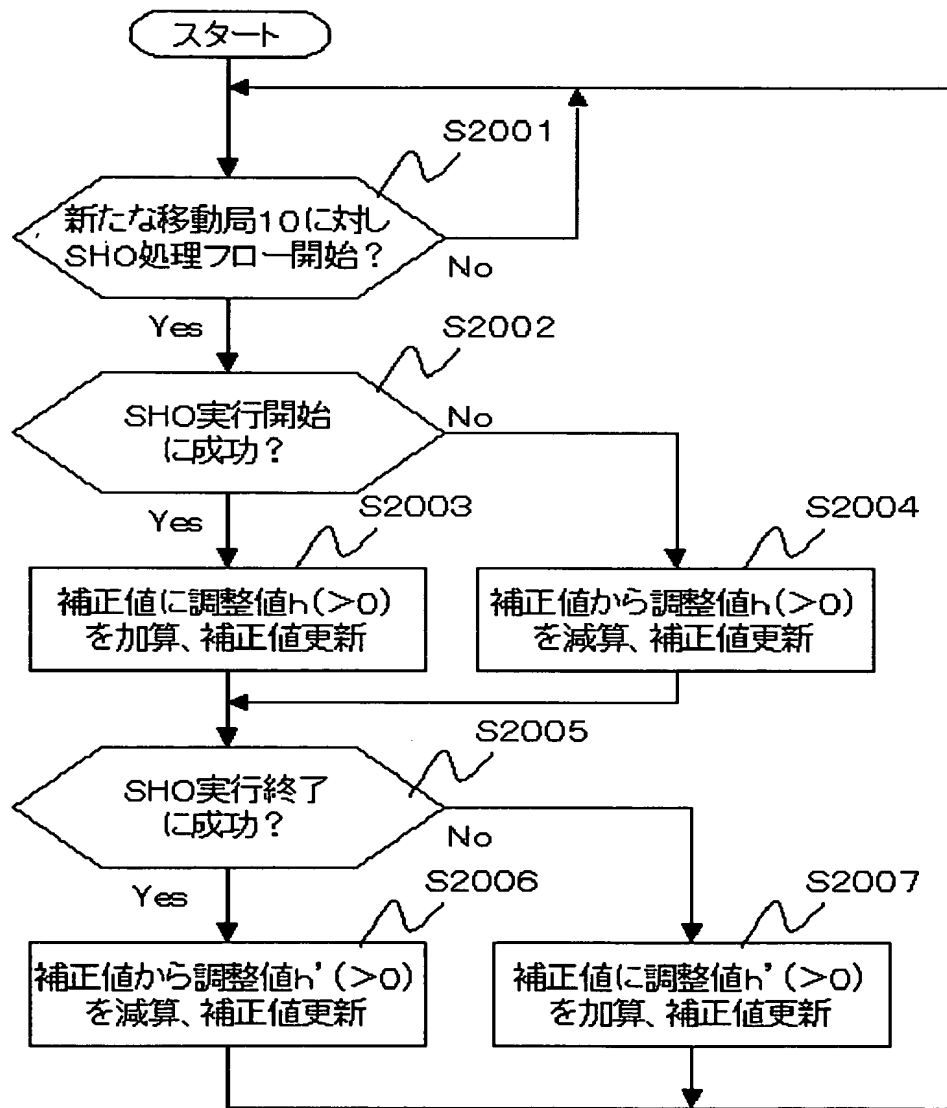 スタート
S2001
新たな移動局10に対し
SHO処理フロー開始?
No
Yes
S2002
SHO実行開始
に成功?
No
Yes
S2003
S2004
補正値に調整値h(>0)
を加算、補正値更新
補正値から調整値h(>0)
を減算、補正値更新
S2005
SHO実行終了
に成功?
No
Yes
S2006
S2007
補正値から調整値h'(>0)
を減算、補正値更新
補正値に調整値h'(>0)
を加算、補正値更新